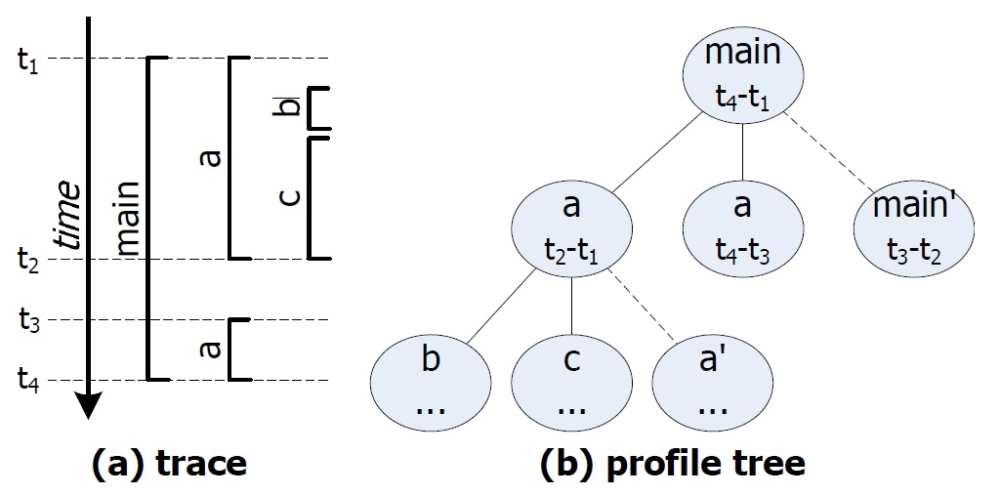 t1
t2
t3
t4
time
main
a
b
c
a
(a) trace
main
t4-t1
a
t2-t1
a
t4-t3
main'
t3-t2
b
...
c
...
a'
...
(b) profile tree